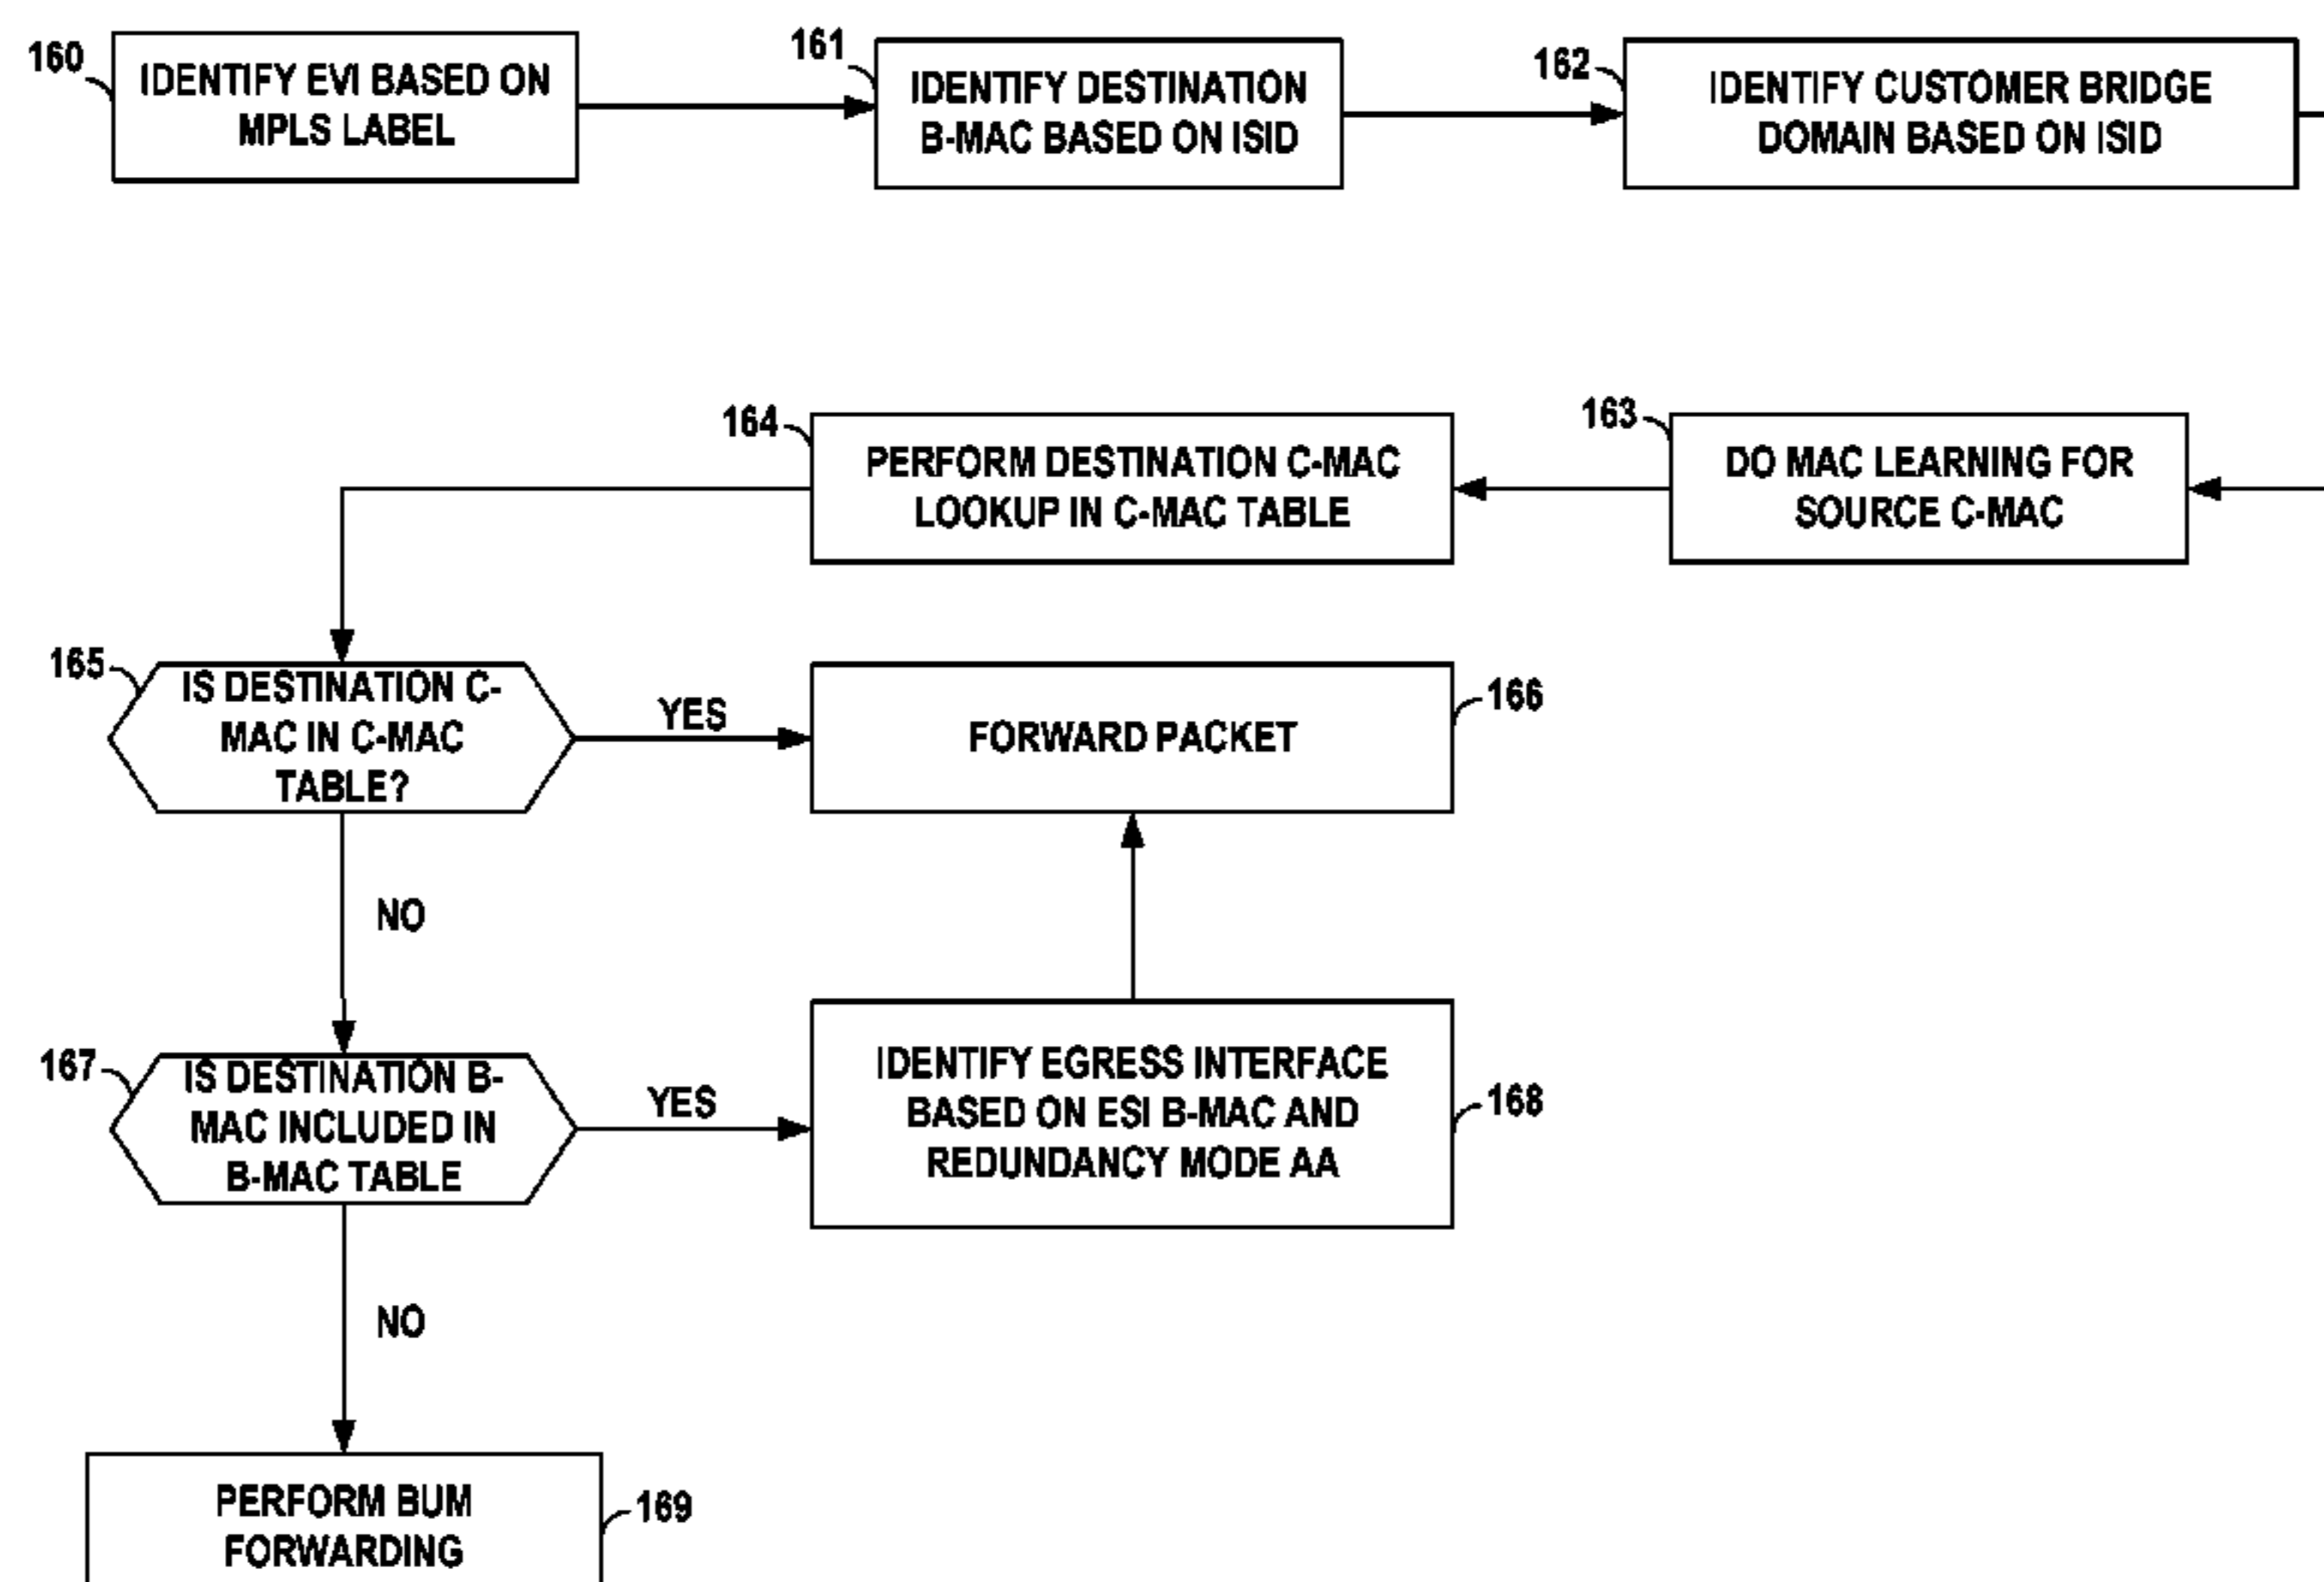 160
IDENTIFY EVI BASED ON
MPLS LABEL
161
IDENTIFY DESTINATION
B-MAC BASED ON ISID
162
IDENTIFY CUSTOMER BRIDGE
DOMAIN BASED ON ISID
163
DO MAC LEARNING FOR
SOURCE C-MAC
164
PERFORM DESTINATION C-MAC
LOOKUP IN C-MAC TABLE
165
IS DESTINATION C-
MAC IN C-MAC
TABLE?
YES
FORWARD PACKET
166
NO
167
IS DESTINATION B-
MAC INCLUDED IN
B-MAC TABLE
YES
IDENTIFY EGRESS INTERFACE
BASED ON ESI B-MAC AND
REDUNDANCY MODE AA
168
NO
PERFORM BUM
FORWARDING
169